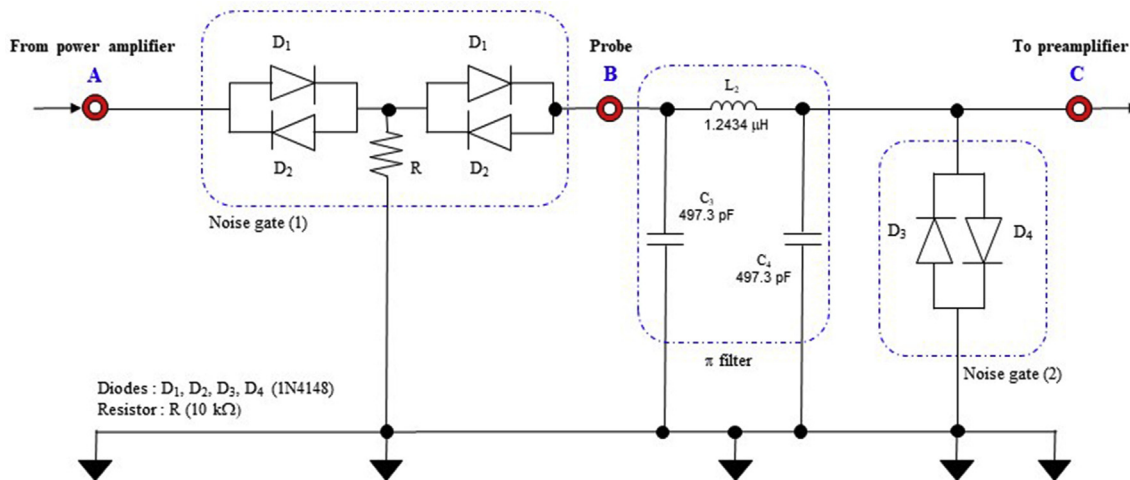 From power amplifier
A
D1
D1
Probe
B
To preamplifier
C
L2
1.2434 µH
D2
R
D2
Noise gate (1)
C3
497.3 pF
C4
497.3 pF
D3
D4
π filter
Noise gate (2)
Diodes : D1, D2, D3, D4 (1N4148)
Resistor : R (10 kΩ)